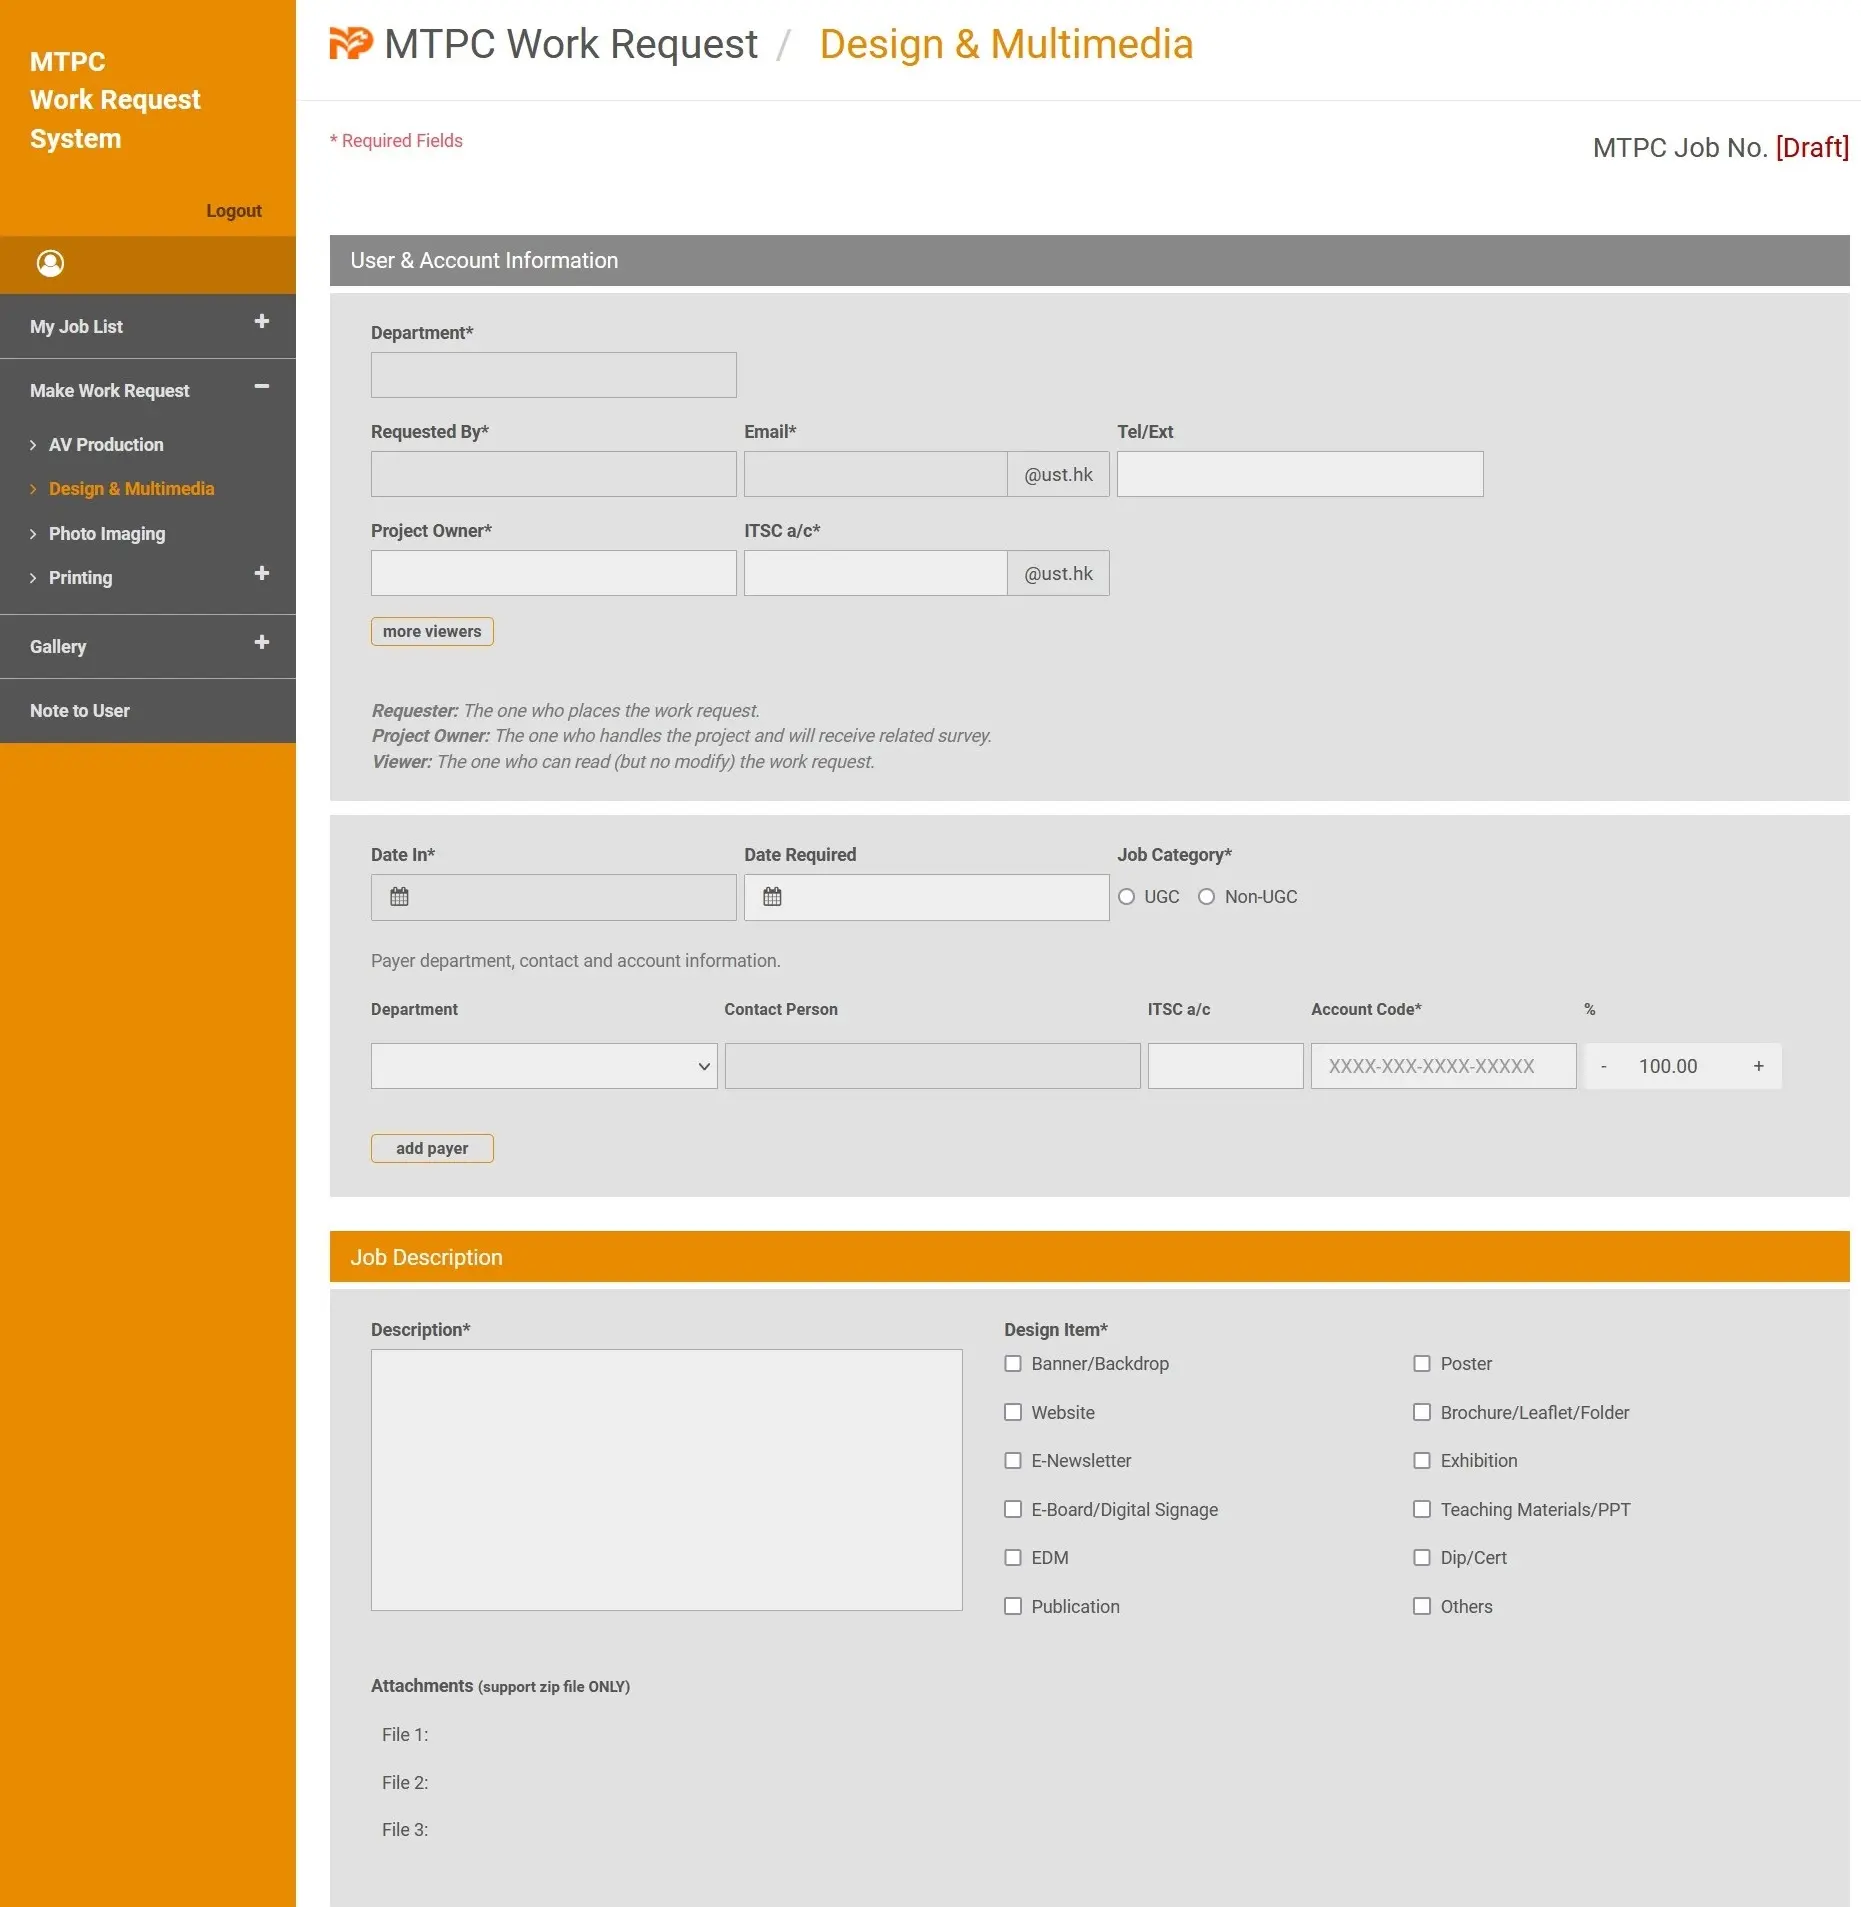 MTPC
Work Request
System
Logout
My Job List +
Make Work Request −
> AV Production
> Design & Multimedia
> Photo Imaging
> Printing +
Gallery +
Note to User
MTPC Work Request / Design & Multimedia
* Required Fields
MTPC Job No. [Draft]
User & Account Information
Department*
Requested By* Email* Tel/Ext
@ust.hk
Project Owner* ITSC a/c*
@ust.hk
more viewers
Requester: The one who places the work request.
Project Owner: The one who handles the project and will receive related survey.
Viewer: The one who can read (but no modify) the work request.
Date In* Date Required Job Category*
UGC Non-UGC
Payer department, contact and account information.
Department Contact Person ITSC a/c Account Code* %
XXXX-XXX-XXXX-XXXXX - 100.00 +
add payer
Job Description
Description* Design Item*
Banner/Backdrop Poster
Website Brochure/Leaflet/Folder
E-Newsletter Exhibition
E-Board/Digital Signage Teaching Materials/PPT
EDM Dip/Cert
Publication Others
Attachments (support zip file ONLY)
File 1:
File 2:
File 3: